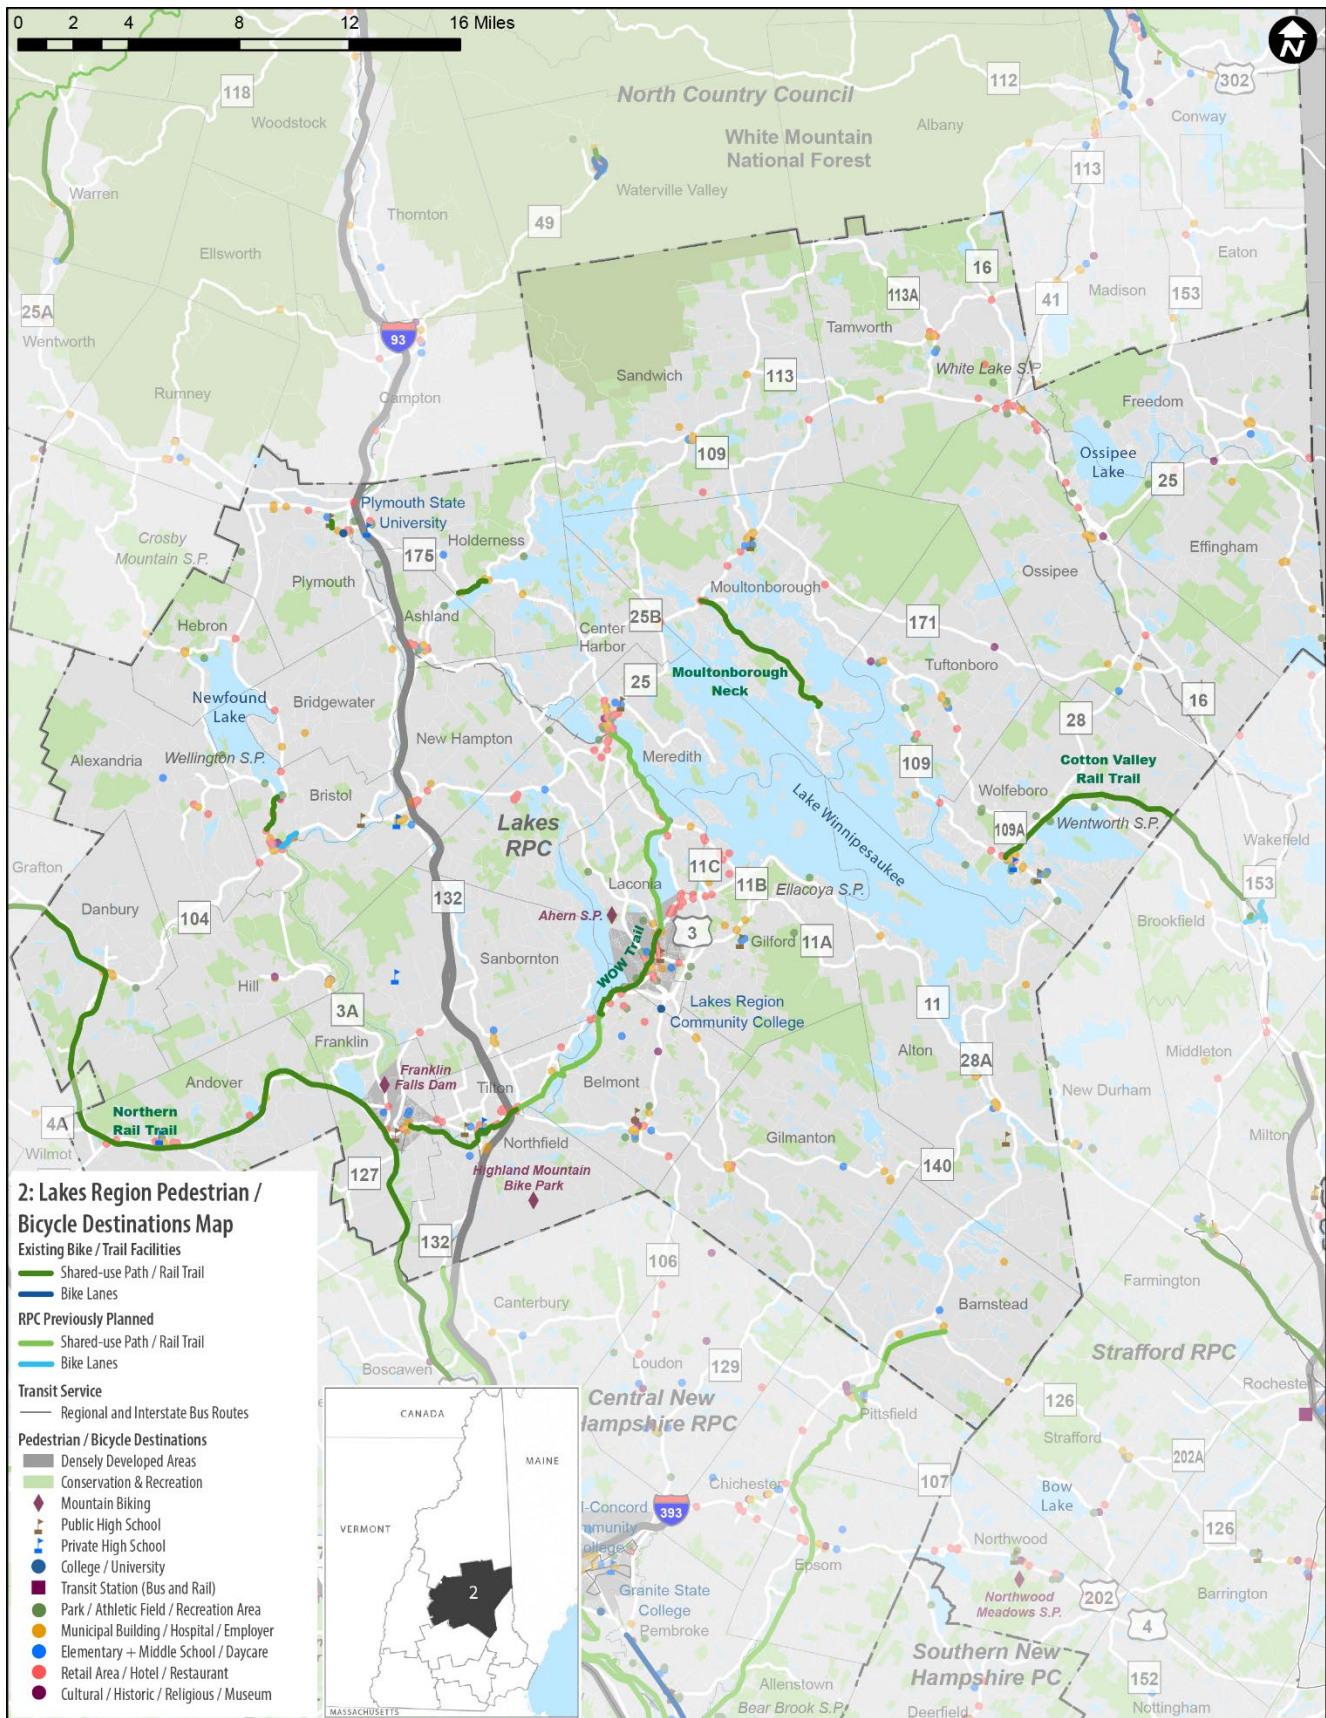 0 2 4 8 12 16 Miles
N
118
Woodstock
North Country Council
112
302
White Mountain
National Forest
Albany
Conway
113
Warren
Thornton
Waterville Valley
49
Ellsworth
Eaton
16
25A
Wentworth
113A
41
Madison
153
93
Tamworth
Rumney
Campton
Sandwich
113
White Lake S.P.
Freedom
109
Ossipee
Lake
25
Plymouth State
University
Crosby
Mountain S.P.
Holderness
175
Effingham
Plymouth
Ossipee
Moultonborough
Ashland
25B
171
Hebron
Center
Harbor
Tuftonboro
Moultonborough
Neck
25
Newfound
Lake
Bridgewater
16
28
New Hampton
Meredith
Alexandria
Wellington S.P.
109
Cotton Valley
Rail Trail
Bristol
Lake Winnipesaukee
Wolfeboro
Lakes
RPC
109A
Wentworth S.P.
Wakefield
Grafton
11C
11B
Ellacoya S.P.
Laconia
153
132
Danbury
104
Ahern S.P.
3
Brookfield
Gilford
11A
WOW Trail
Sanbornton
Hill
Lakes Region
Community College
11
3A
Franklin
Alton
28A
Middleton
Franklin
Falls Dam
Tilton
Belmont
New Durham
Andover
4A
Northern
Rail Trail
Wilmot
Northfield
Gilmanton
Milton
140
127
Highland Mountain
Bike Park
132
106
Farmington
Canterbury
Barnstead
Boscawen
Loudon
129
Strafford RPC
Rochester
Central New
Hampshire RPC
Pittsfield
126
Strafford
202A
107
Chichester
Bow
Lake
393
126
Northwood
Epsom
Barrington
Granite State
College
Northwood
Meadows S.P.
202
Pembroke
4
Southern New
Hampshire PC
152
Allenstown
Bear Brook S.P.
Deerfield
Nottingham
2: Lakes Region Pedestrian /
Bicycle Destinations Map
Existing Bike / Trail Facilities
Shared-use Path / Rail Trail
Bike Lanes
RPC Previously Planned
Shared-use Path / Rail Trail
Bike Lanes
Transit Service
Regional and Interstate Bus Routes
Pedestrian / Bicycle Destinations
Densely Developed Areas
Conservation & Recreation
Mountain Biking
Public High School
Private High School
College / University
Transit Station (Bus and Rail)
Park / Athletic Field / Recreation Area
Municipal Building / Hospital / Employer
Elementary + Middle School / Daycare
Retail Area / Hotel / Restaurant
Cultural / Historic / Religious / Museum
CANADA
MAINE
VERMONT
2
MASSACHUSETTS